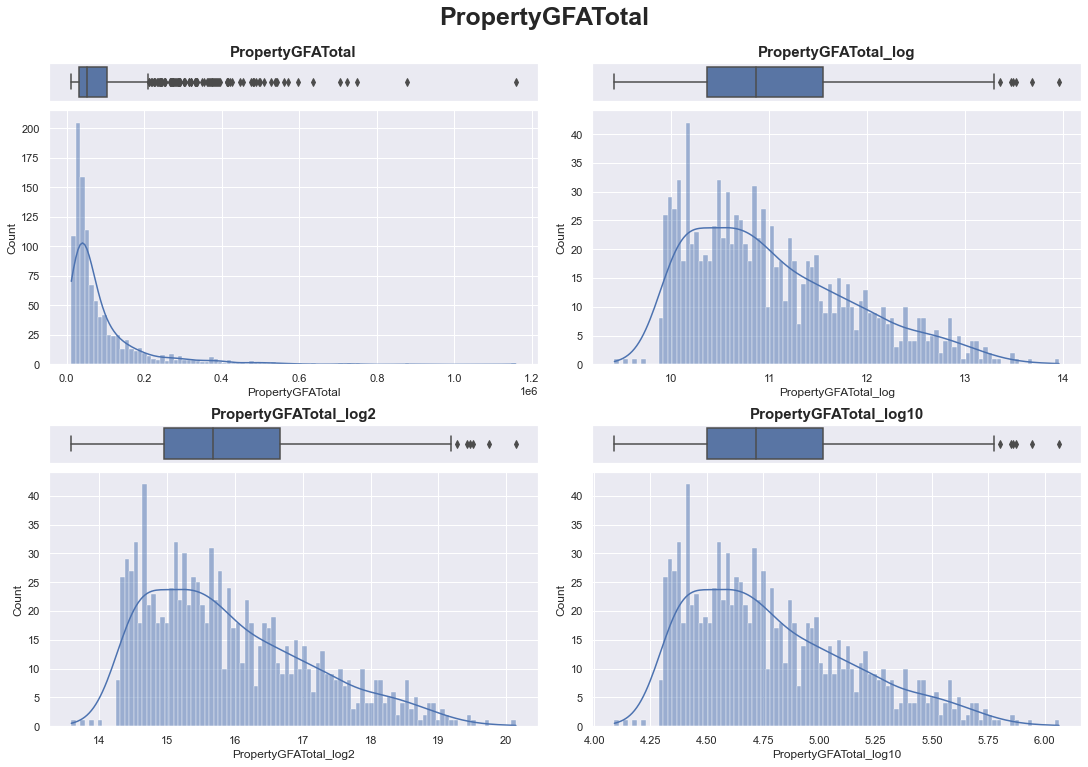 PropertyGFATotal
PropertyGFATotal
200
175
150
125
100
75
50
25
0
Count
0.0 0.2 0.4 0.6 0.8 1.0 1.2
1e6
PropertyGFATotal
PropertyGFATotal_log
40
35
30
25
20
15
10
5
0
Count
10 11 12 13 14
PropertyGFATotal_log
PropertyGFATotal_log2
40
35
30
25
20
15
10
5
0
Count
14 15 16 17 18 19 20
PropertyGFATotal_log2
PropertyGFATotal_log10
40
35
30
25
20
15
10
5
0
Count
4.00 4.25 4.50 4.75 5.00 5.25 5.50 5.75 6.00
PropertyGFATotal_log10